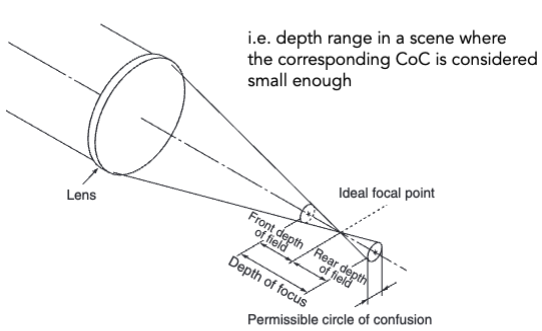 i.e. depth range in a scene where
the corresponding CoC is considered
small enough
Lens
Ideal focal point
Front depth
of field
Rear depth
of field
Depth of focus
Permissible circle of confusion